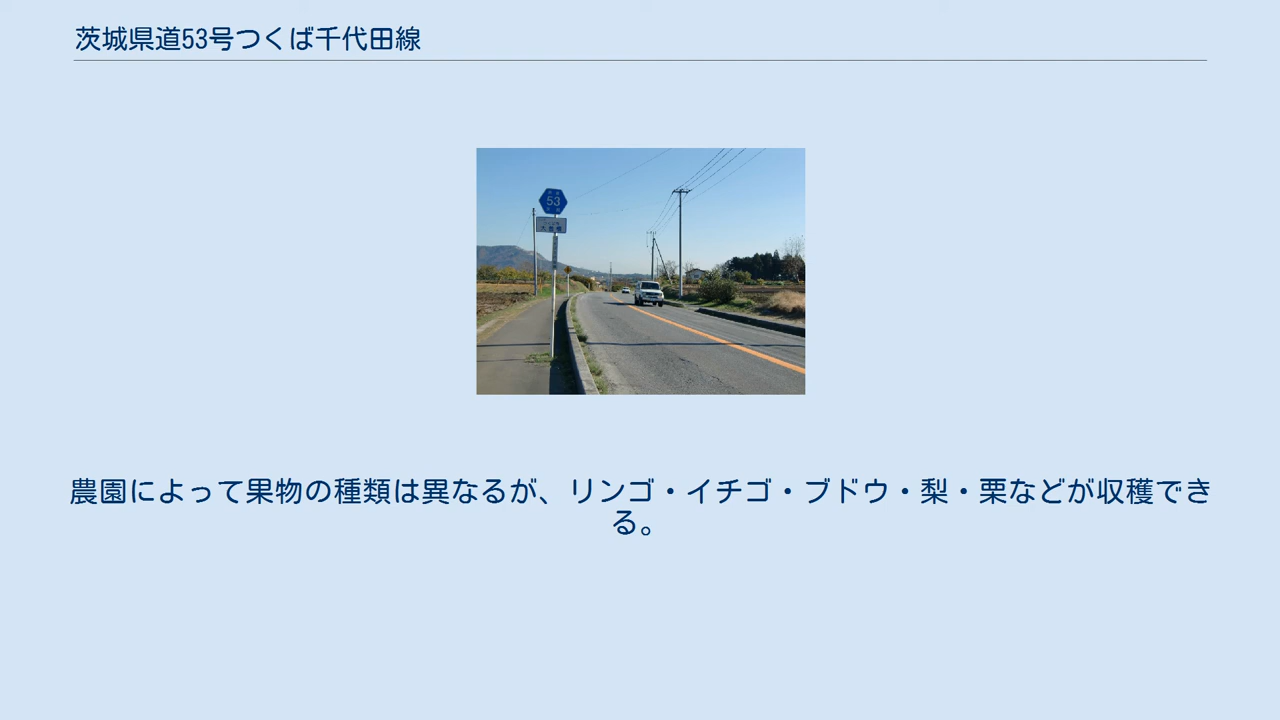 茨城県道53号つくば千代田線
53
農園によって果物の種類は異なるが、リンゴ・イチゴ・ブドウ・梨・栗などが収穫でき
る。